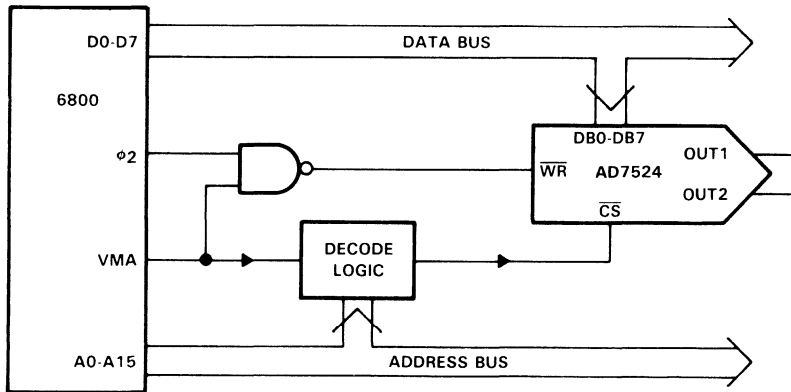 D0-D7
DATA BUS
6800
DB0-DB7
φ2
OUT1
WR
AD7524
OUT2
CS
DECODE
LOGIC
VMA
A0-A15
ADDRESS BUS